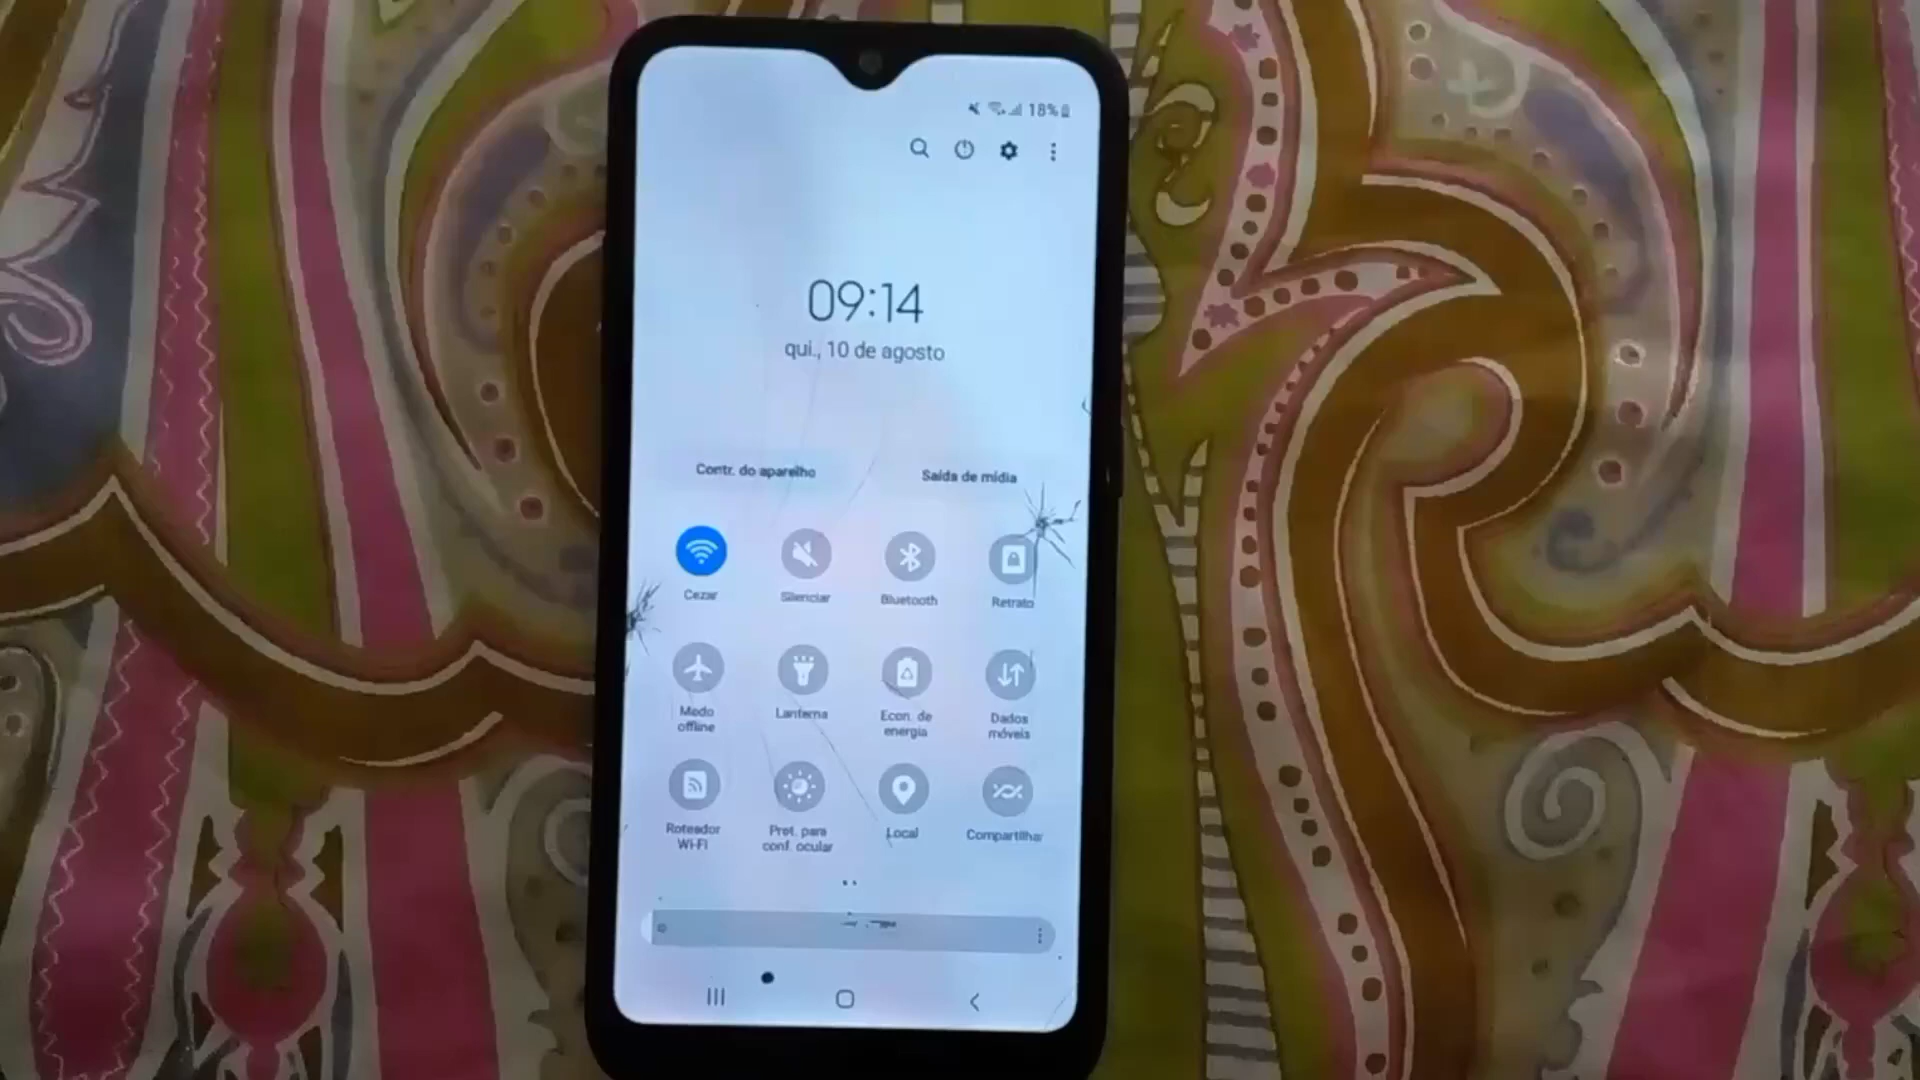 18%
09:14
qui., 10 de agosto
Contr. do aparelho
Saída de mídia
Cezar
Silenciar
Bluetooth
Retrato
Modo
offline
Lanterna
Econ. de
energia
Dados
móveis
Roteador
Wi-Fi
Prot. para
conf. ocular
Local
Compartilhar